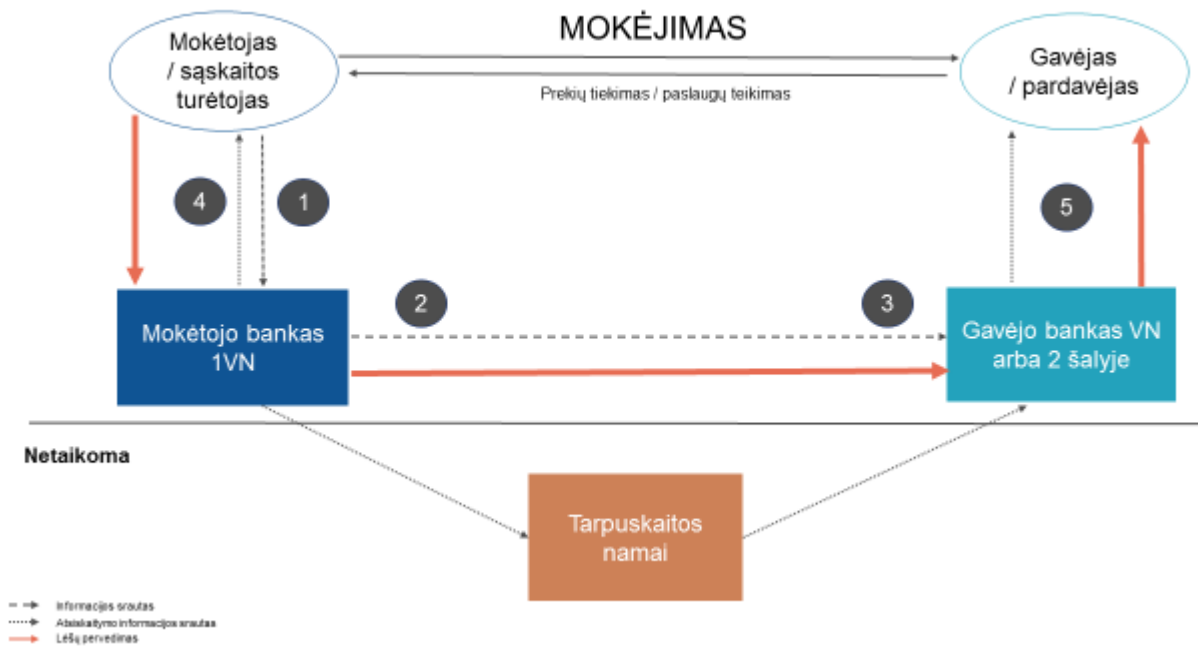 MOKĖJIMAS
Mokėtojas
/ sąskaitos
turėtojas
Gavėjas
/ pardavėjas
Prekių tiekimas / paslaugų teikimas
4
1
5
2
3
Mokėtojo bankas
1VN
Gavėjo bankas VN
arba 2 šalyje
Netaikoma
Tarpuskaitos
namai
Informacijos srautas
Atsiskaitymo informacijos srautas
Lėšų pervedimas